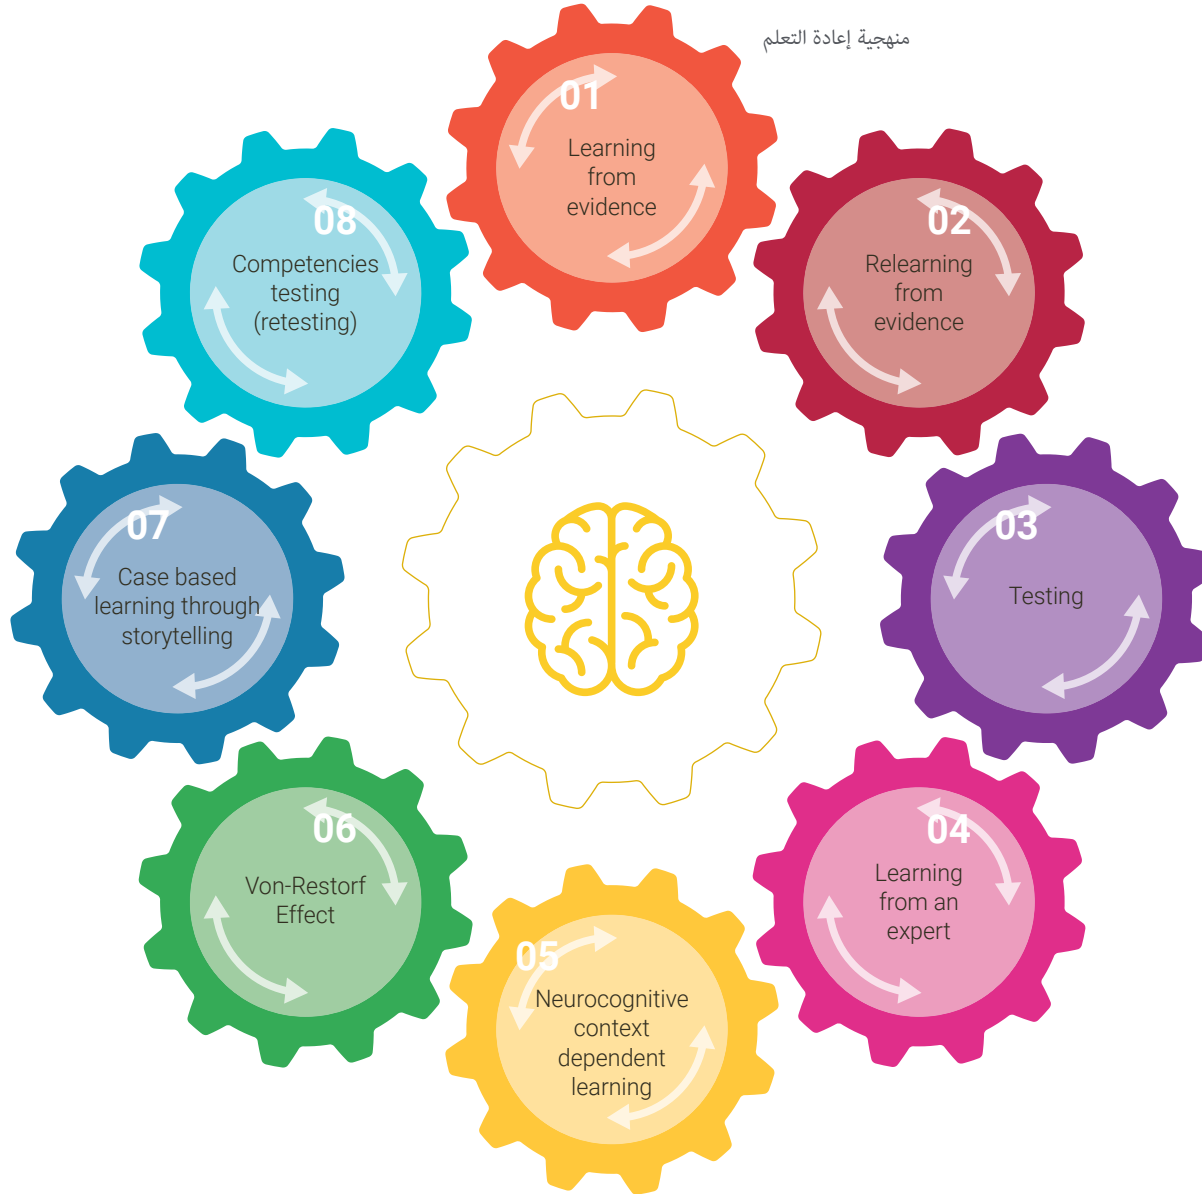 منهجية إعادة التعلم
01
Learning
from
evidence
02
Relearning
from
evidence
03
Testing
04
Learning
from an
expert
05
Neurocognitive
context
dependent
learning
06
Von-Restorf
Effect
07
Case based
learning through
storytelling
08
Competencies
testing
(retesting)